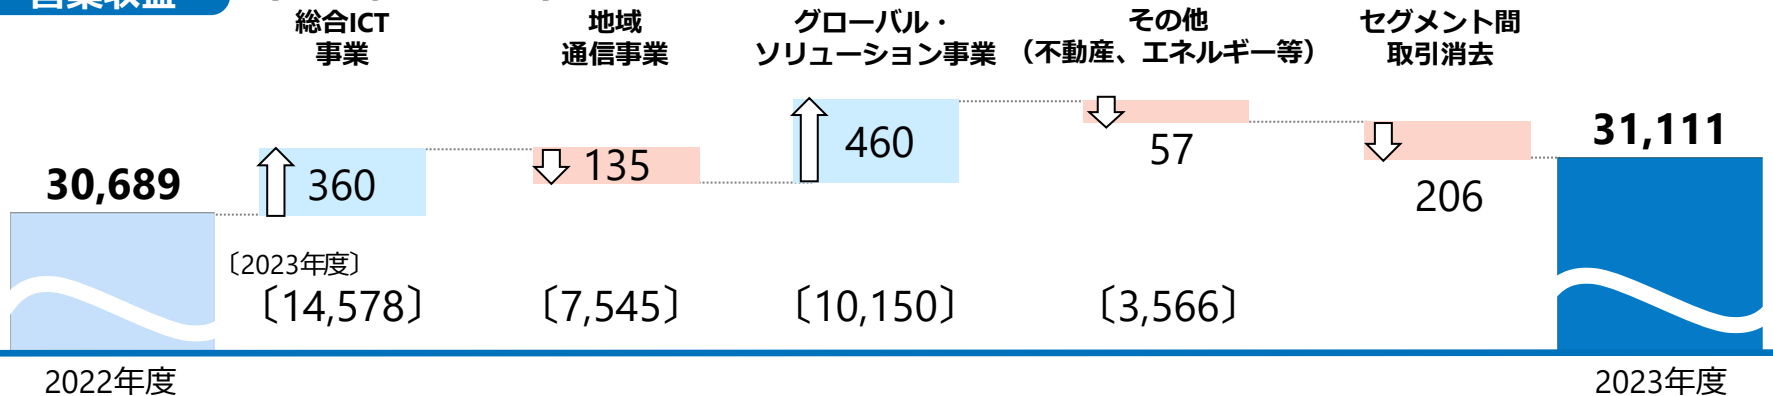 営業収益
総合ICT
事業
地域
通信事業
グローバル・
ソリューション事業
その他
（不動産、エネルギー等）
セグメント間
取引消去
30,689
360
135
460
57
206
31,111
〔2023年度〕
〔14,578〕
〔7,545〕
〔10,150〕
〔3,566〕
2022年度
2023年度